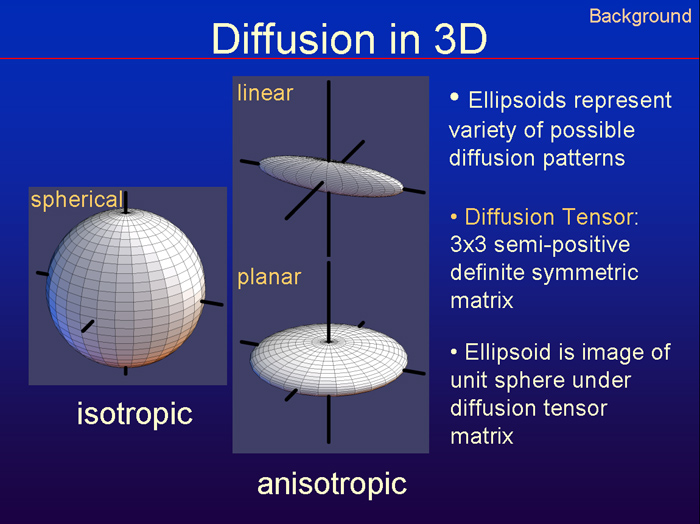 Background
Diffusion in 3D
linear
spherical
planar
isotropic
anisotropic
• Ellipsoids represent
variety of possible
diffusion patterns
• Diffusion Tensor:
3x3 semi-positive
definite symmetric
matrix
• Ellipsoid is image of
unit sphere under
diffusion tensor
matrix